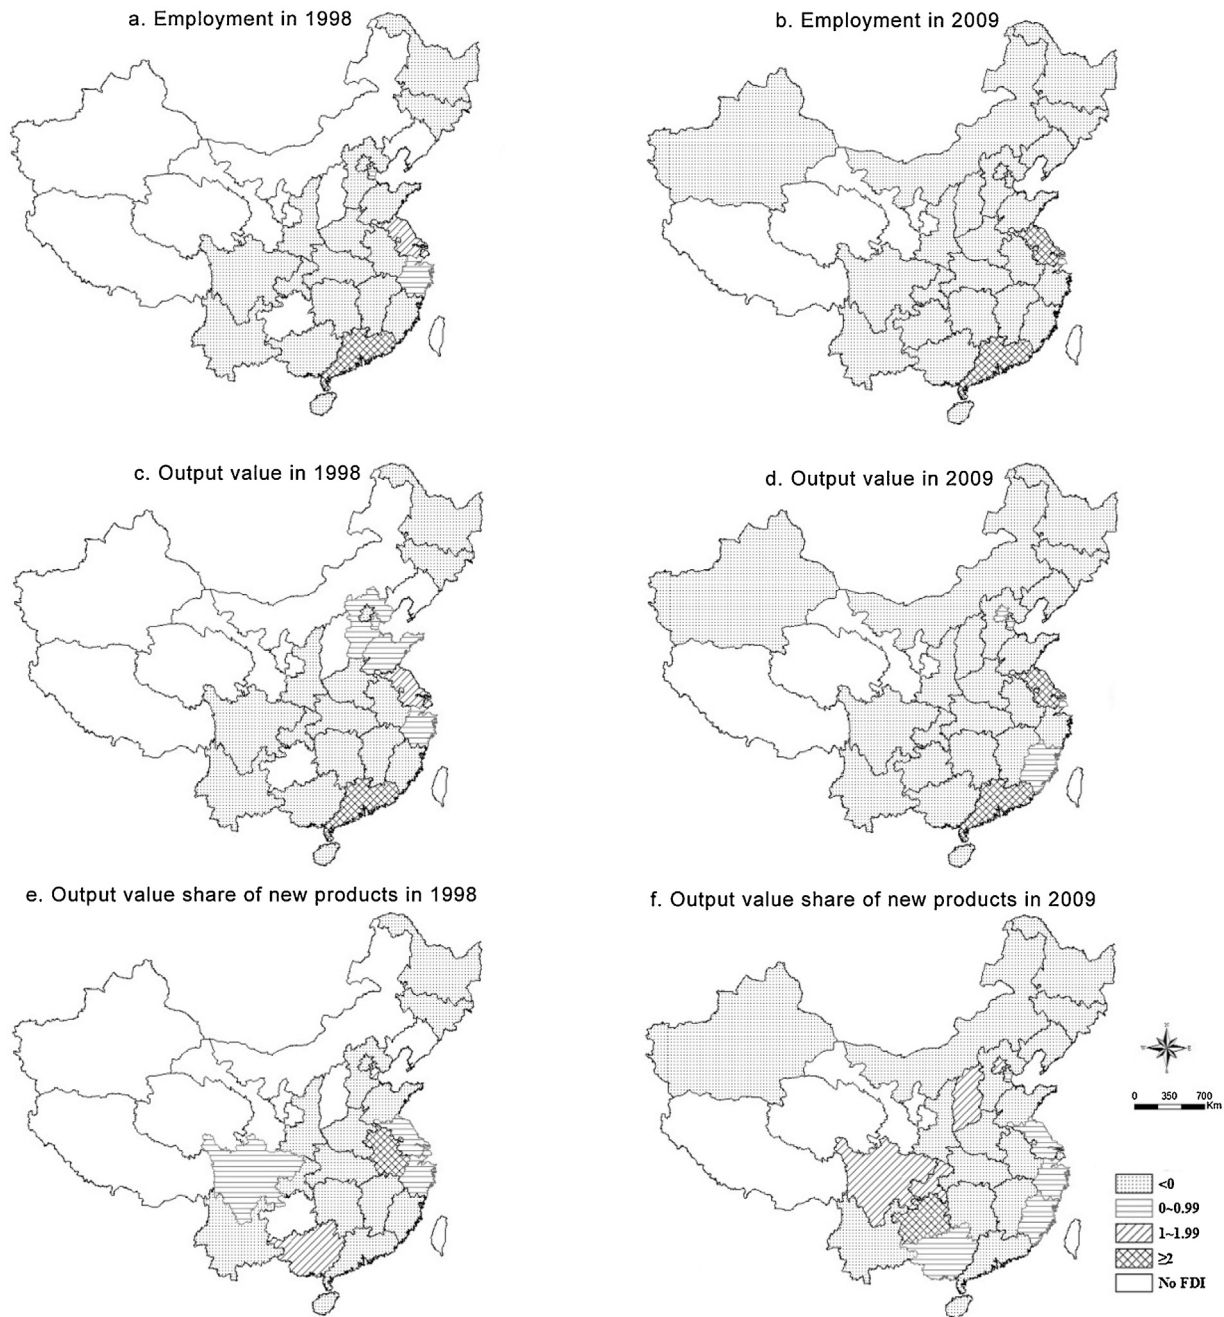 a. Employment in 1998
b. Employment in 2009
c. Output value in 1998
d. Output value in 2009
e. Output value share of new products in 1998
f. Output value share of new products in 2009
0 350 700
Km
<0
0~0.99
1~1.99
≥2
No FDI